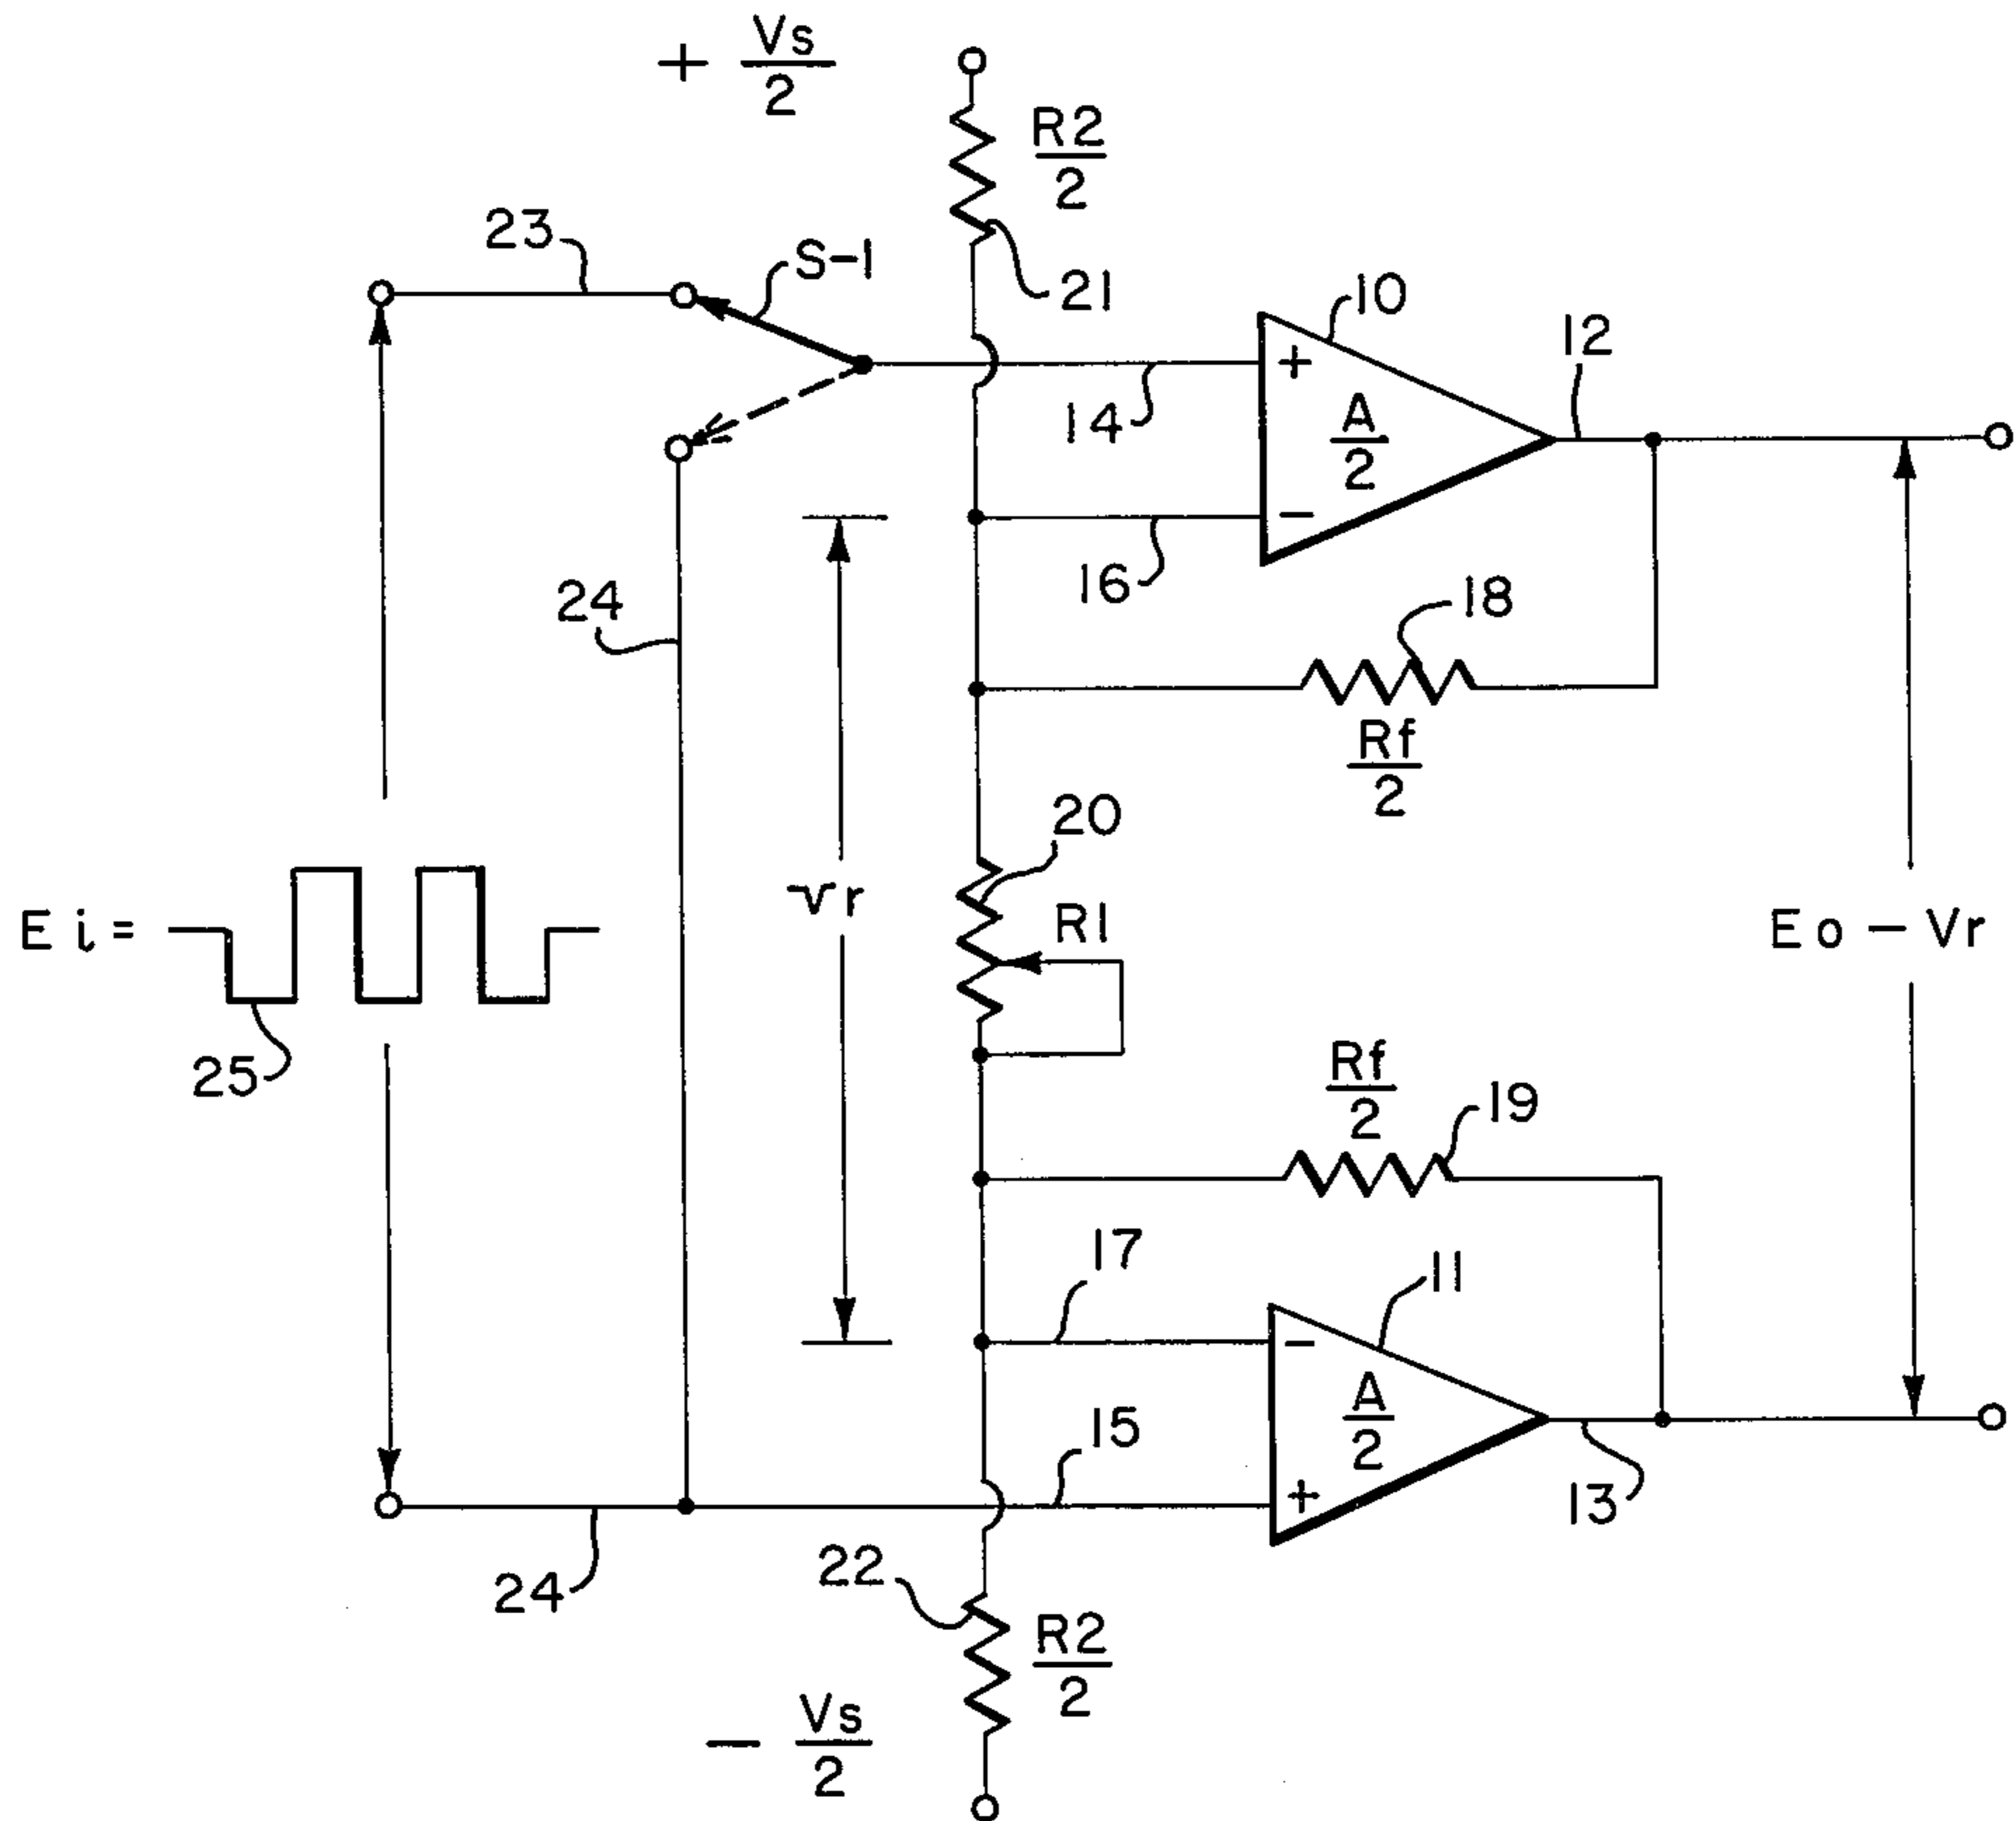 + Vs/2
R2/2
23
S-1
21
10
12
+
14
A/2
24
16
−
18
Rf/2
20
vr
R1
Ei =
Eo − Vr
25
Rf/2
19
17
11
−
A/2
15
+
13
24
22
R2/2
− Vs/2